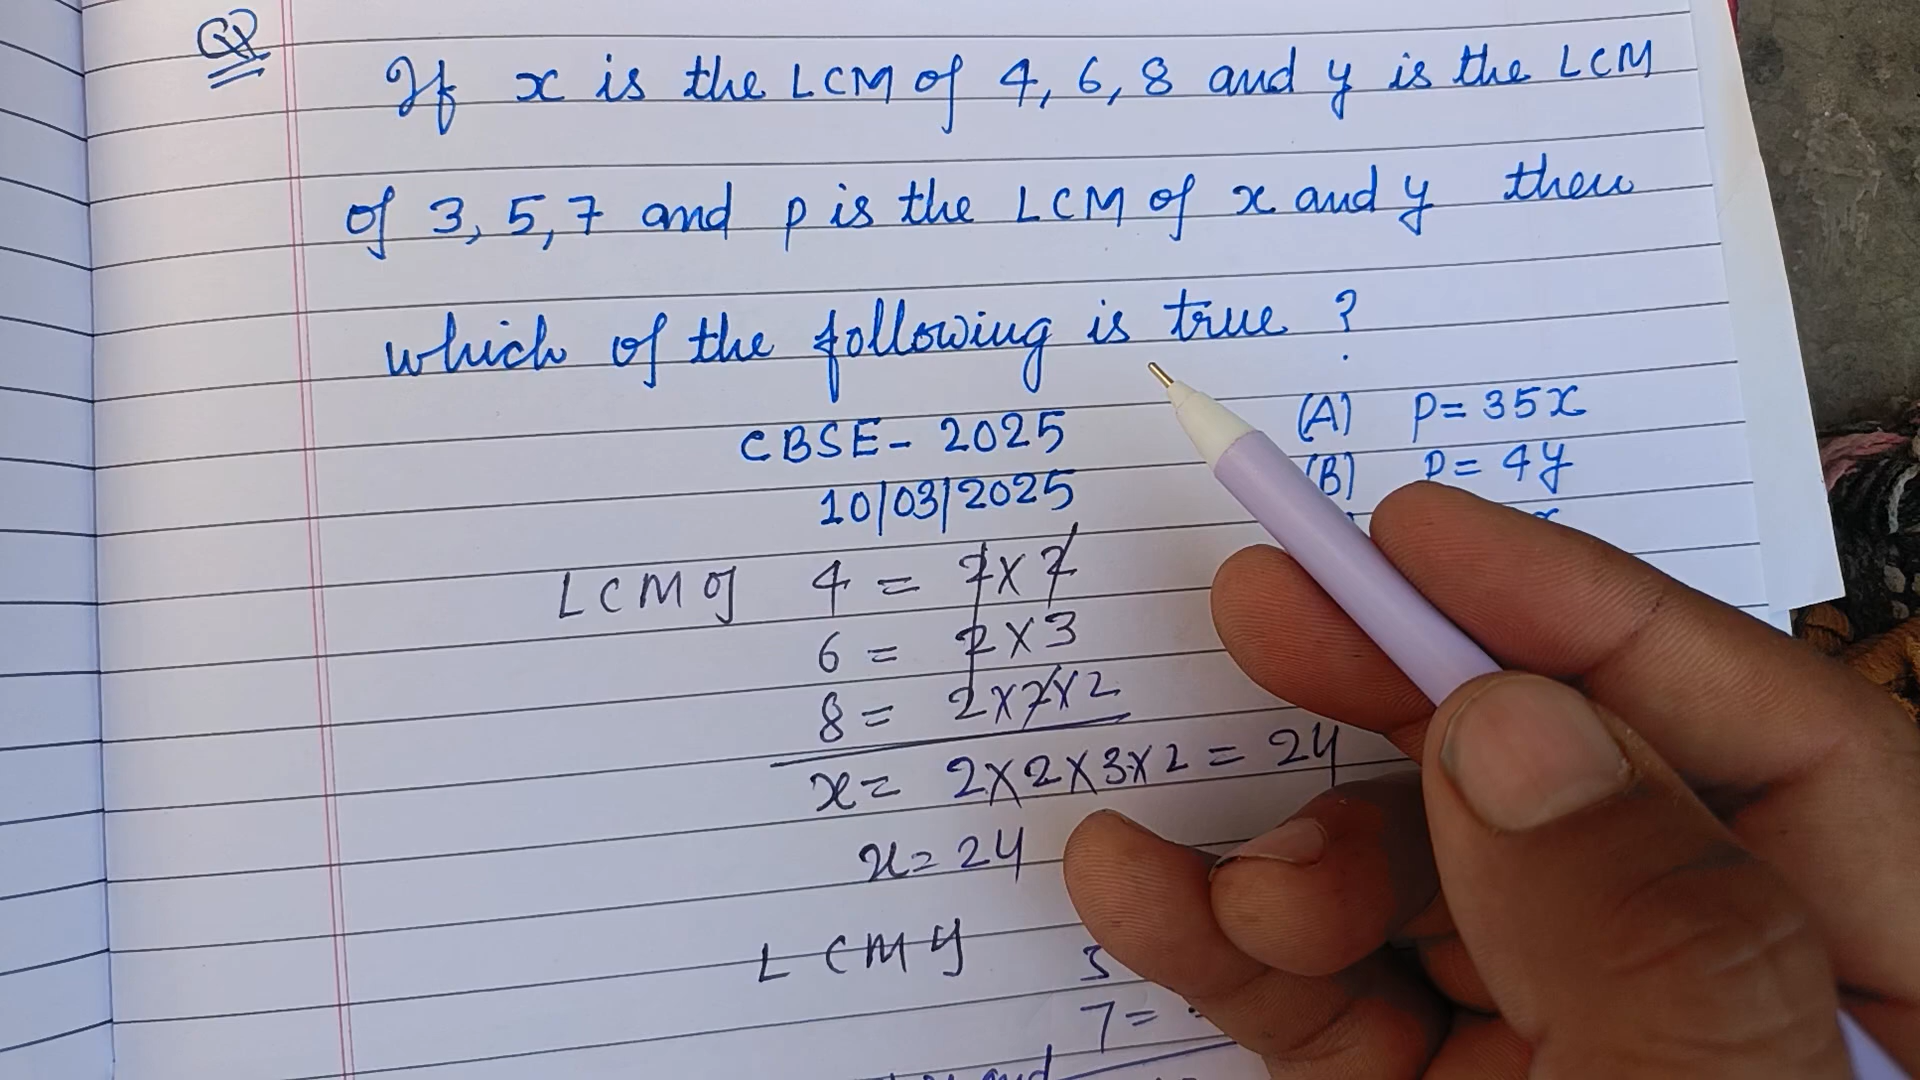 Q2
If x is the LCM of 4, 6, 8 and y is the LCM
of 3, 5, 7 and p is the LCM of x and y then
which of the following is true ?
CBSE - 2025
10/03/2025
(A) P = 35x
(B) P = 4y
LCM of 4 = 2 x 2
6 = 2 x 3
8 = 2 x 2 x 2
x = 2 x 2 x 3 x 2 = 24
x = 24
LCM y
7 =
and